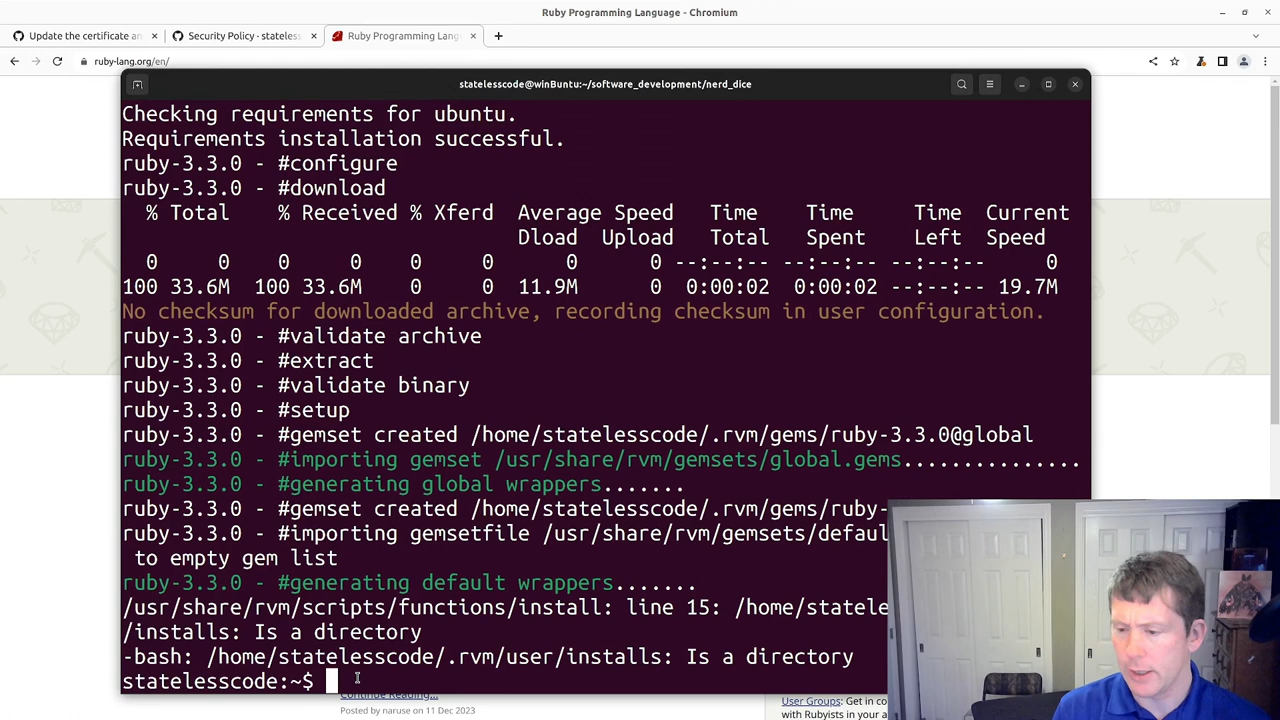 Ruby Programming Language - Chromium
Update the certificate an
Security Policy · stateless
Ruby Programming Lang
ruby-lang.org/en/
statelesscode@winBuntu:~/software_development/nerd_dice
Checking requirements for ubuntu.
Requirements installation successful.
ruby-3.3.0 - #configure
ruby-3.3.0 - #download
% Total % Received % Xferd Average Speed Time Time Time Current
Dload Upload Total Spent Left Speed
0 0 0 0 0 0 0 0 --:--:-- --:--:-- --:--:-- 0
100 33.6M 100 33.6M 0 0 11.9M 0 0:00:02 0:00:02 --:--:-- 19.7M
No checksum for downloaded archive, recording checksum in user configuration.
ruby-3.3.0 - #validate archive
ruby-3.3.0 - #extract
ruby-3.3.0 - #validate binary
ruby-3.3.0 - #setup
ruby-3.3.0 - #gemset created /home/statelesscode/.rvm/gems/ruby-3.3.0@global
ruby-3.3.0 - #importing gemset /usr/share/rvm/gemsets/global.gems...............
ruby-3.3.0 - #generating global wrappers.......
ruby-3.3.0 - #gemset created /home/statelesscode/.rvm/gems/ruby-
ruby-3.3.0 - #importing gemsetfile /usr/share/rvm/gemsets/defaul
to empty gem list
ruby-3.3.0 - #generating default wrappers.......
/usr/share/rvm/scripts/functions/install: line 15: /home/statele
/installs: Is a directory
-bash: /home/statelesscode/.rvm/user/installs: Is a directory
statelesscode:~$
Continue Reading...
Posted by naruse on 11 Dec 2023
User Groups: Get in co
with Rubyists in your a